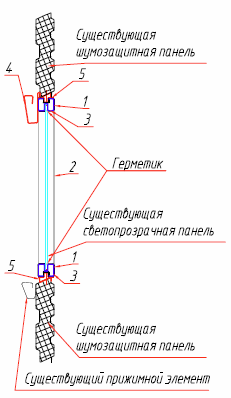 Существующая
шумозащитная панель
4
5
1
3
2
Герметик
Существующая
светопрозрачная панель
1
5
3
Существующая
шумозащитная панель
Существующий прижимной элемент